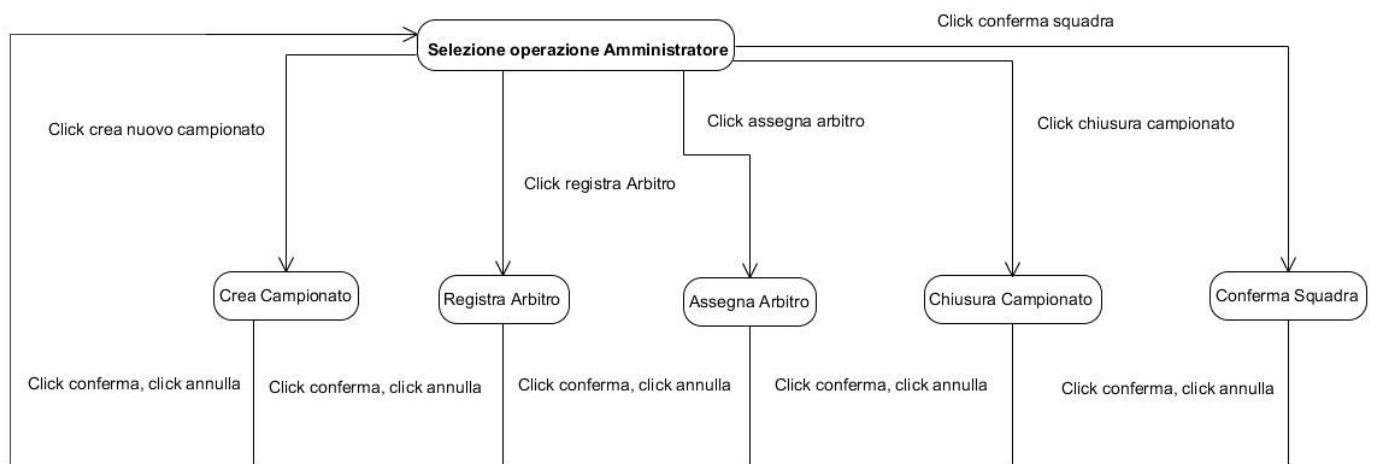 Click conferma squadra
Selezione operazione Amministratore
Click crea nuovo campionato
Click assegna arbitro
Click chiusura campionato
Click registra Arbitro
Crea Campionato
Registra Arbitro
Assegna Arbitro
Chiusura Campionato
Conferma Squadra
Click conferma, click annulla
Click conferma, click annulla
Click conferma, click annulla
Click conferma, click annulla
Click conferma, click annulla